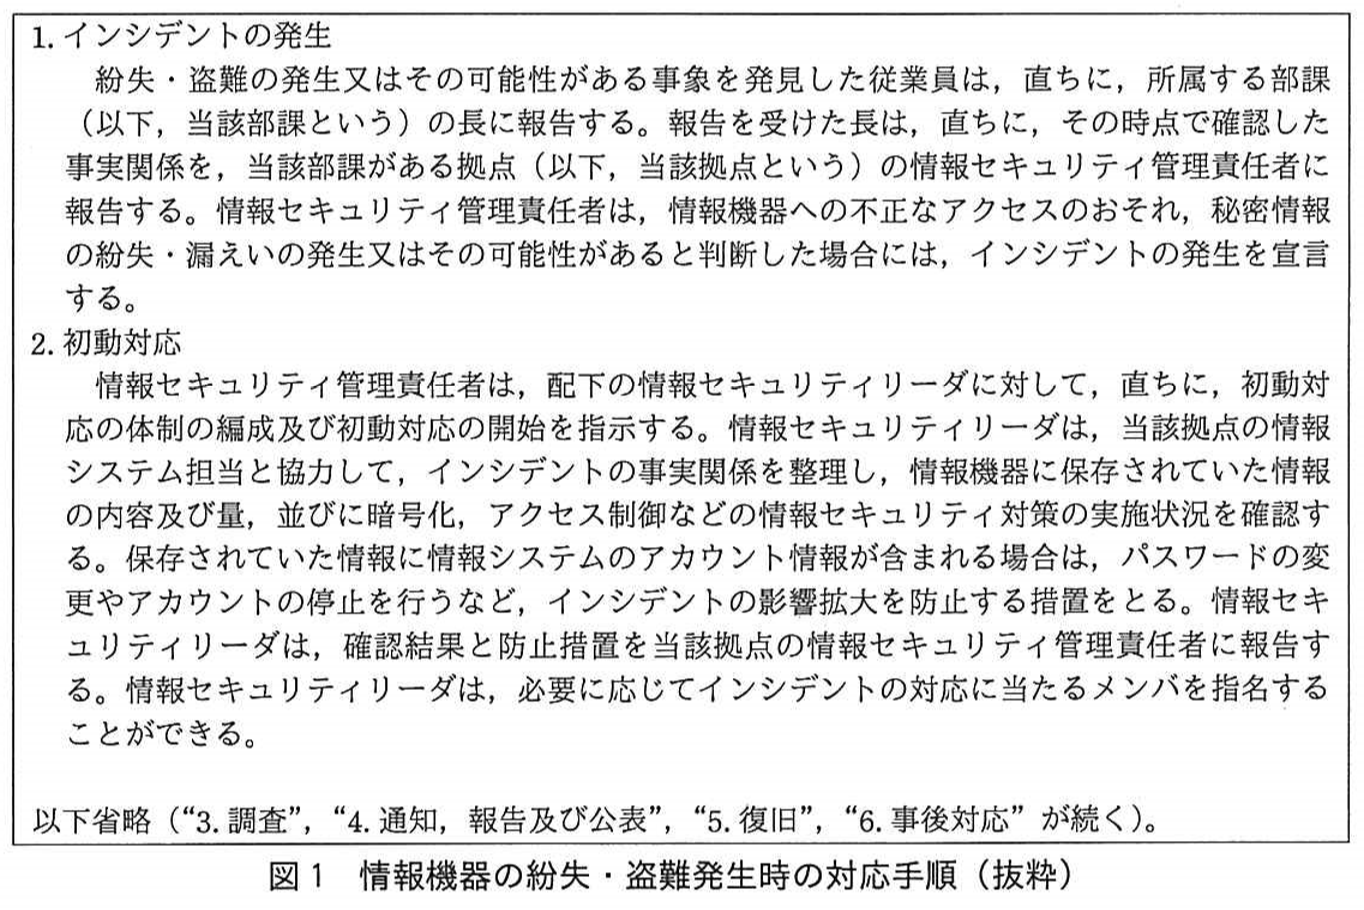 1. インシデントの発生
紛失・盗難の発生又はその可能性がある事象を発見した従業員は，直ちに，所属する部課
（以下，当該部課という）の長に報告する。報告を受けた長は，直ちに，その時点で確認した
事実関係を，当該部課がある拠点（以下，当該拠点という）の情報セキュリティ管理責任者に
報告する。情報セキュリティ管理責任者は，情報機器への不正なアクセスのおそれ，秘密情報
の紛失・漏えいの発生又はその可能性があると判断した場合には，インシデントの発生を宣言
する。
2. 初動対応
情報セキュリティ管理責任者は，配下の情報セキュリティリーダに対して，直ちに，初動対
応の体制の編成及び初動対応の開始を指示する。情報セキュリティリーダは，当該拠点の情報
システム担当と協力して，インシデントの事実関係を整理し，情報機器に保存されていた情報
の内容及び量，並びに暗号化，アクセス制御などの情報セキュリティ対策の実施状況を確認す
る。保存されていた情報に情報システムのアカウント情報が含まれる場合は，パスワードの変
更やアカウントの停止を行うなど，インシデントの影響拡大を防止する措置をとる。情報セキ
ュリティリーダは，確認結果と防止措置を当該拠点の情報セキュリティ管理責任者に報告す
る。情報セキュリティリーダは，必要に応じてインシデントの対応に当たるメンバを指名する
ことができる。
以下省略（“3. 調査”，“4. 通知，報告及び公表”，“5. 復旧”，“6. 事後対応” が続く）。
図1　情報機器の紛失・盗難発生時の対応手順（抜粋）